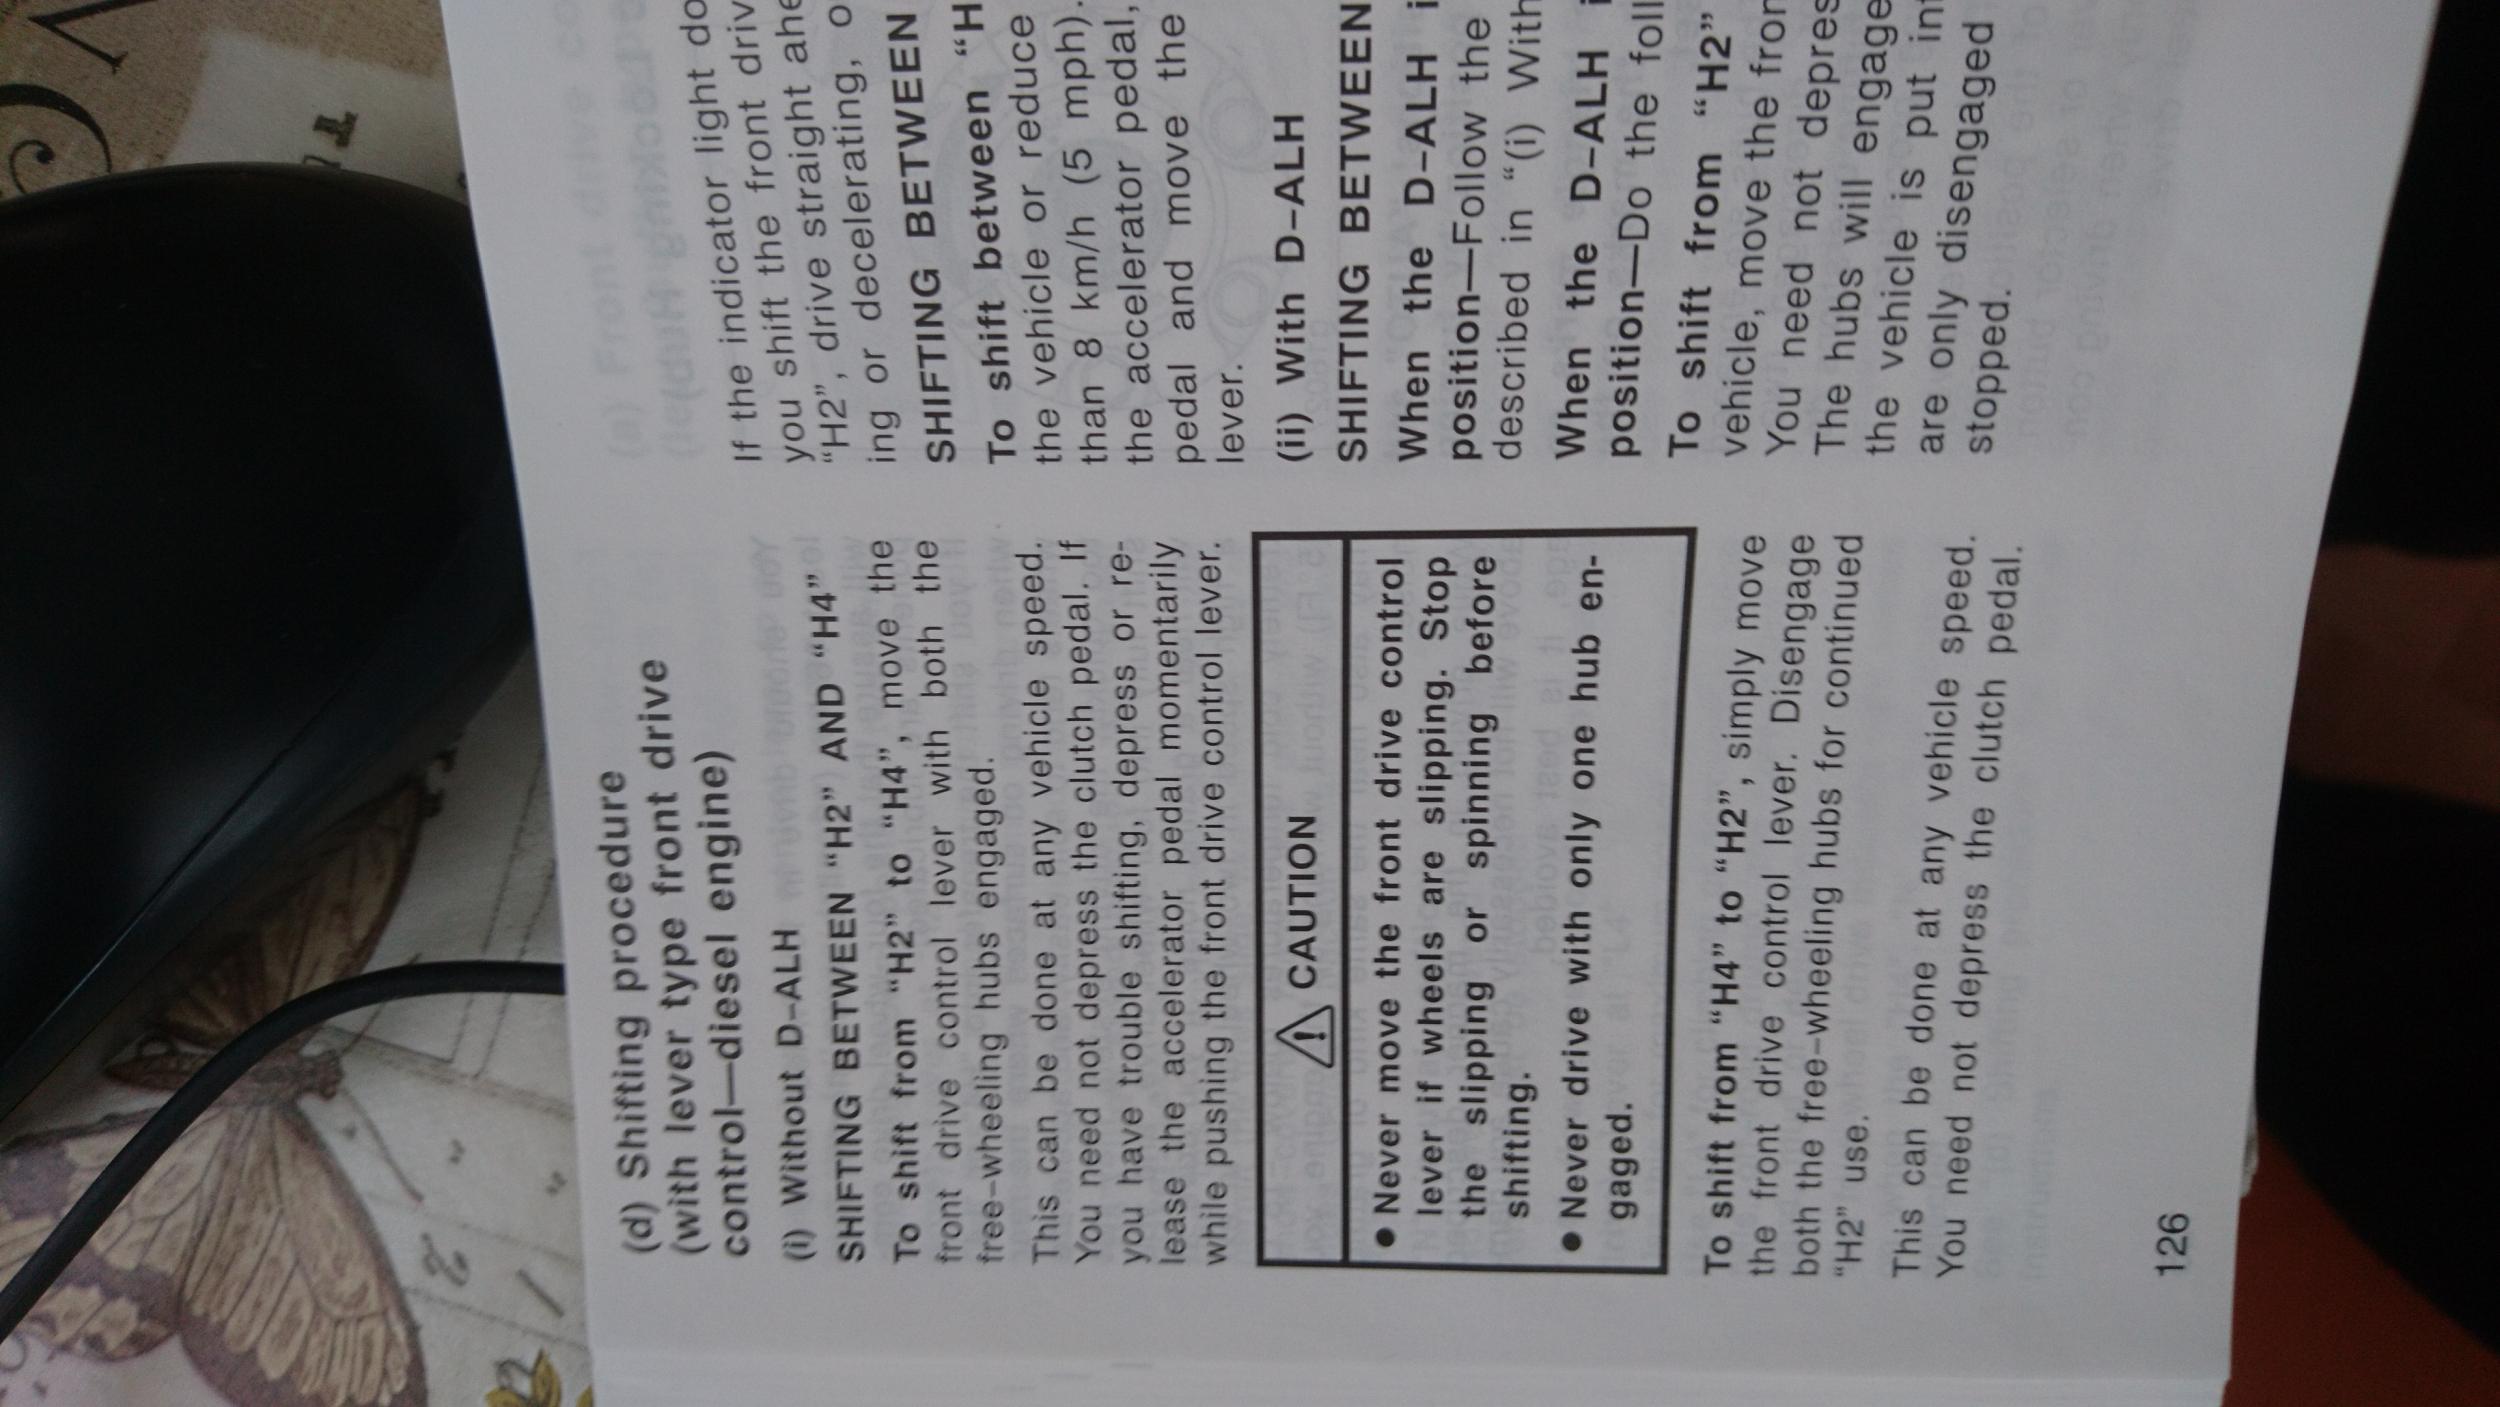 (d) Shifting procedure
(with lever type front drive
control—diesel engine)
(i) Without D–ALH
SHIFTING BETWEEN “H2” AND “H4”
To shift from “H2” to “H4”, move the
front drive control lever with both the
free–wheeling hubs engaged.
This can be done at any vehicle speed.
You need not depress the clutch pedal. If
you have trouble shifting, depress or re-
lease the accelerator pedal momentarily
while pushing the front drive control lever.
CAUTION
● Never move the front drive control
lever if wheels are slipping. Stop
the slipping or spinning before
shifting.
● Never drive with only one hub en-
gaged.
To shift from “H4” to “H2”, simply move
the front drive control lever. Disengage
both the free–wheeling hubs for continued
“H2” use.
This can be done at any vehicle speed.
You need not depress the clutch pedal.
126
If the indicator light do
you shift the front driv
“H2”, drive straight ahe
ing or decelerating, o
SHIFTING BETWEEN
To shift between “H
the vehicle or reduce
than 8 km/h (5 mph).
the accelerator pedal,
pedal and move the
lever.
(ii) With D–ALH
SHIFTING BETWEEN
When the D–ALH i
position—Follow the
described in “(i) With
When the D–ALH i
position—Do the foll
To shift from “H2”
vehicle, move the fron
You need not depres
The hubs will engage
the vehicle is put int
are only disengaged
stopped.